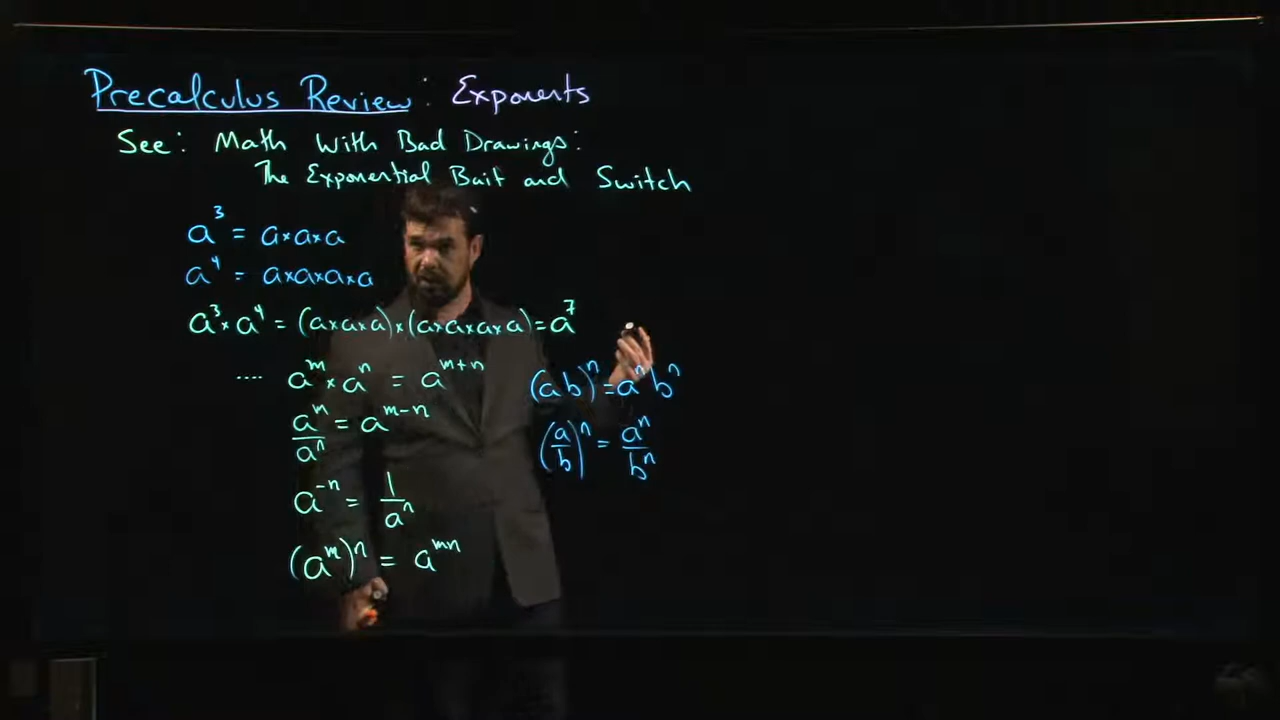 Precalculus Review: Exponents
See: Math With Bad Drawings:
The Exponential Bait and Switch
a³ = a×a×a
a⁴ = a×a×a×a
a³×a⁴ = (a×a×a)×(a×a×a×a)=a⁷
.... aᵐ×aⁿ = aᵐ⁺ⁿ
aᵐ/aⁿ = aᵐ⁻ⁿ
a⁻ⁿ = 1/aⁿ
(aᵐ)ⁿ = aᵐⁿ
(ab)ⁿ=aⁿbⁿ
(a/b)ⁿ = aⁿ/bⁿ